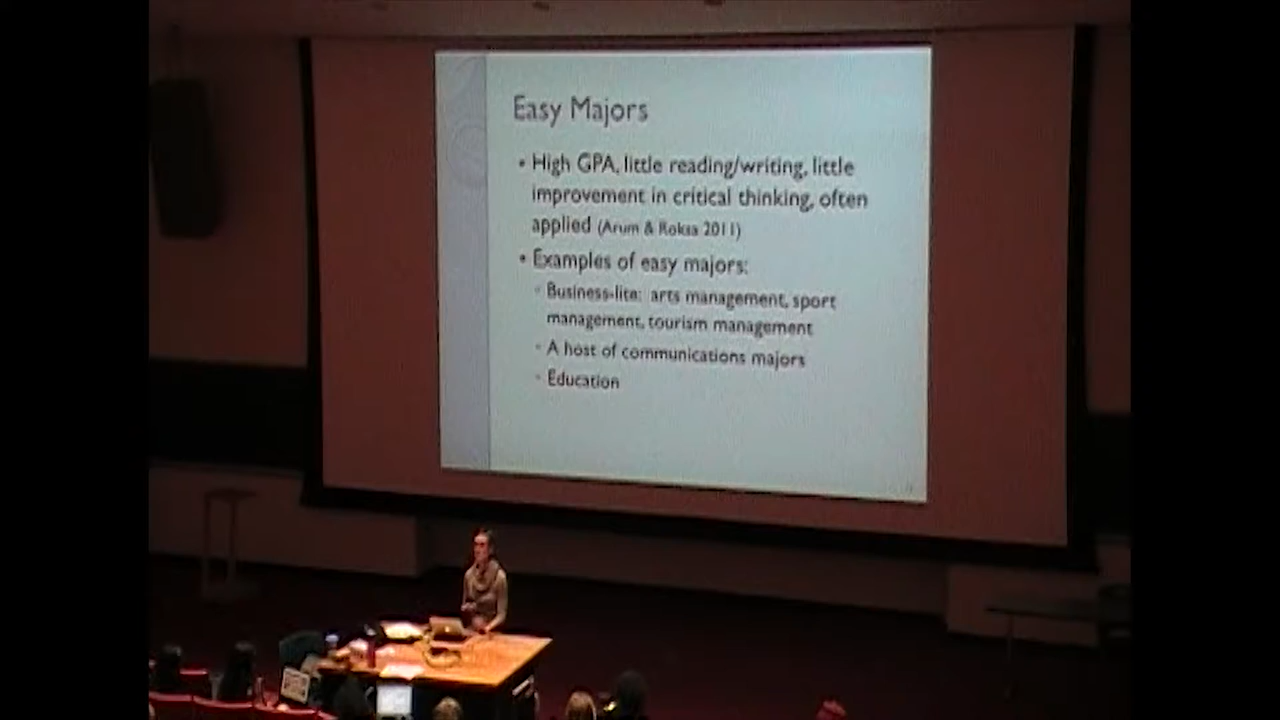 Easy Majors
• High GPA, little reading/writing, little
improvement in critical thinking, often
applied (Arum & Roksa 2011)
• Examples of easy majors:
◦ Business-lite: arts management, sport
management, tourism management
◦ A host of communications majors
◦ Education